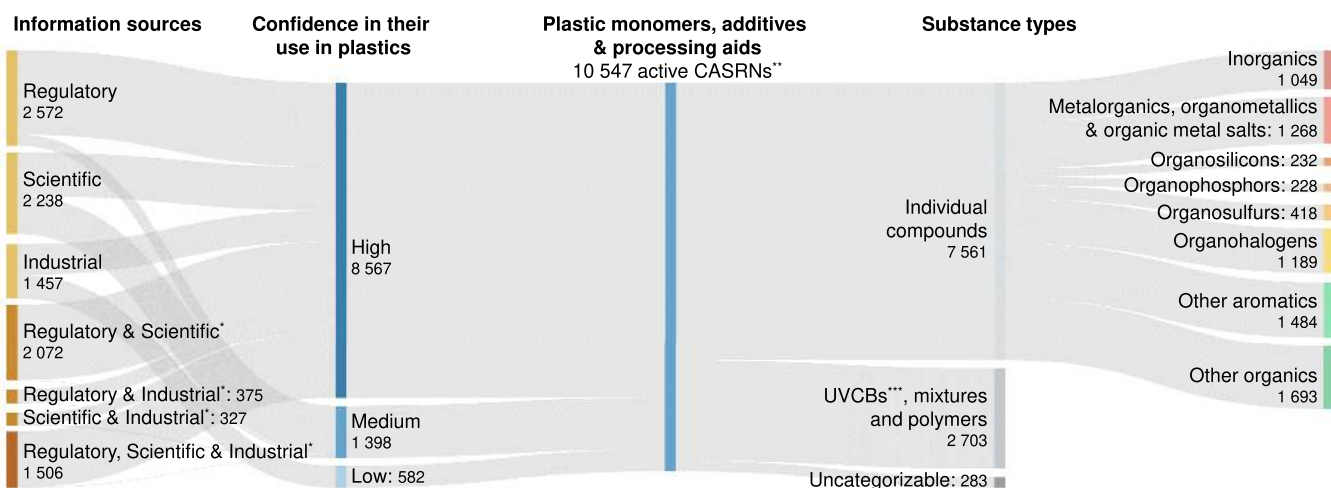 Information sources
Regulatory
2 572
Scientific
2 238
Industrial
1 457
Regulatory & Scientific*
2 072
Regulatory & Industrial*: 375
Scientific & Industrial*: 327
Regulatory, Scientific & Industrial*
1 506
Confidence in their
use in plastics
High
8 567
Medium
1 398
Low: 582
Plastic monomers, additives
& processing aids
10 547 active CASRNs**
Substance types
Individual
compounds
7 561
UVCBs***, mixtures
and polymers
2 703
Uncategorizable: 283
Inorganics
1 049
Metalorganics, organometallics
& organic metal salts: 1 268
Organosilicons: 232
Organophosphors: 228
Organosulfurs: 418
Organohalogens
1 189
Other aromatics
1 484
Other organics
1 693